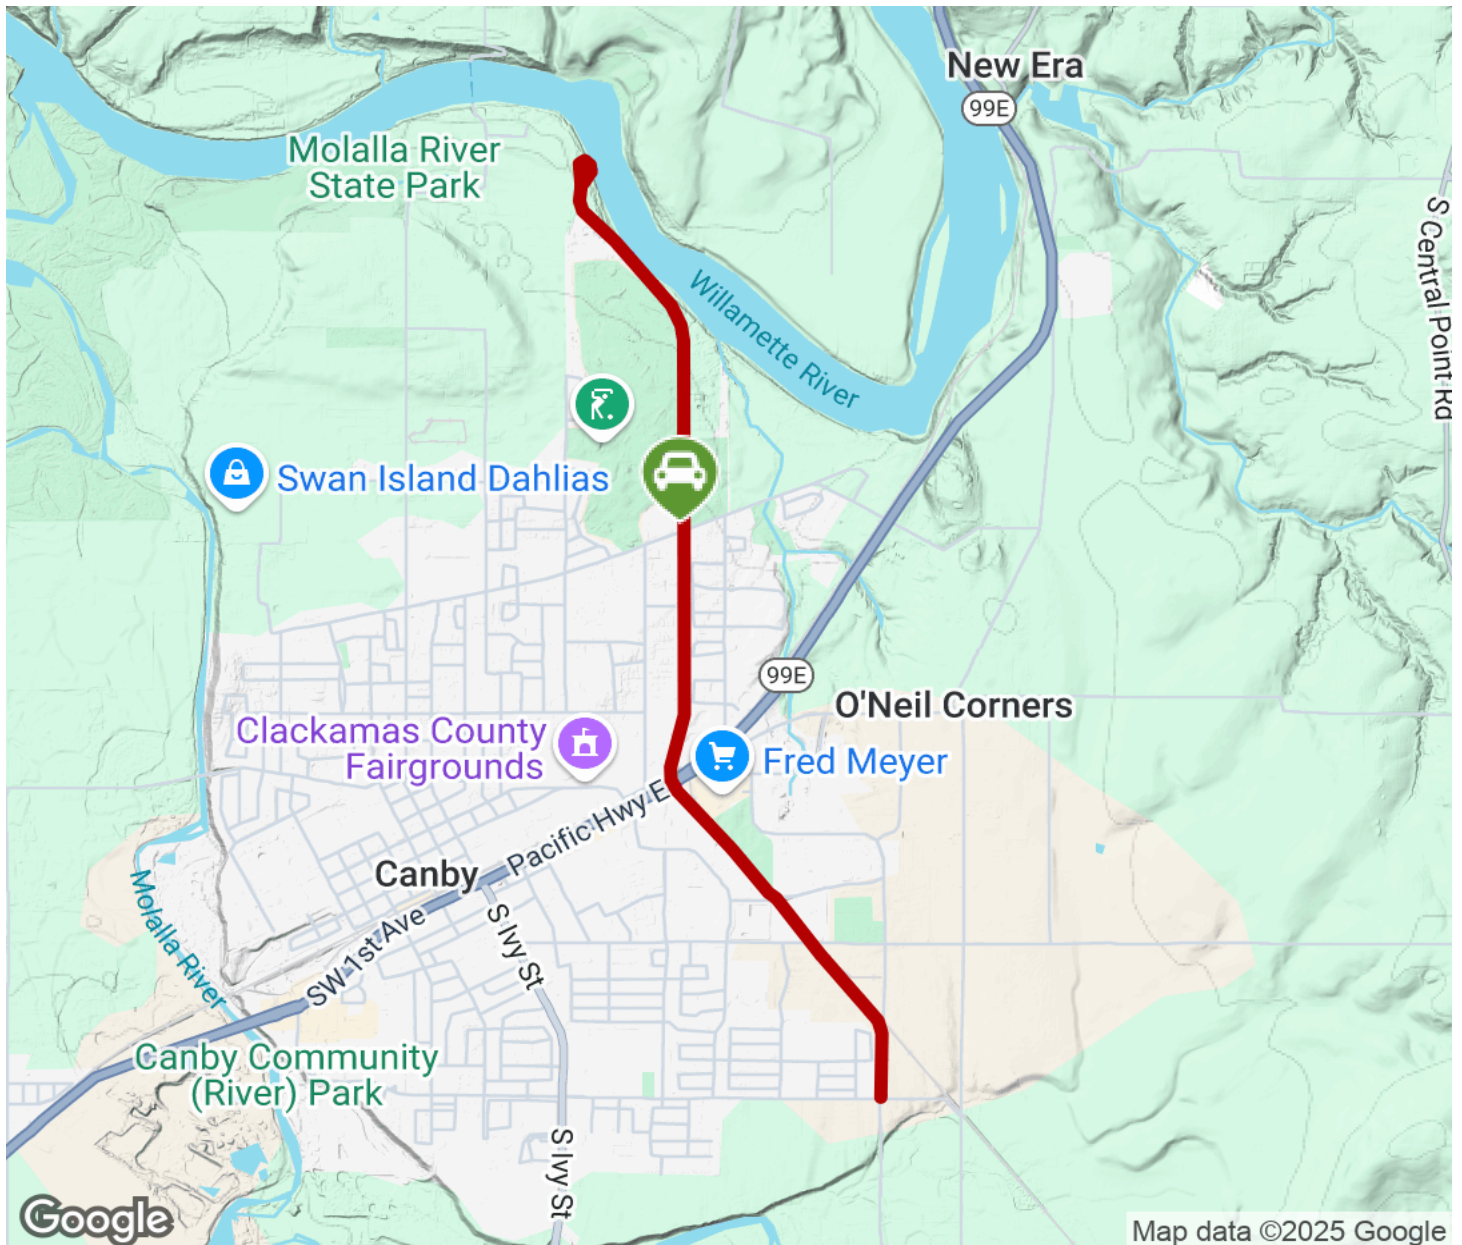 New Era
99E
Molalla River
State Park
S Central Point Rd
Willamette River
Swan Island Dahlias
99E
O'Neil Corners
Clackamas County
Fairgrounds
Fred Meyer
Pacific Hwy E
Canby
Molalla River
S Ivy St
SW 1st Ave
Canby Community
(River) Park
S Ivy St
Google
Map data ©2025 Google